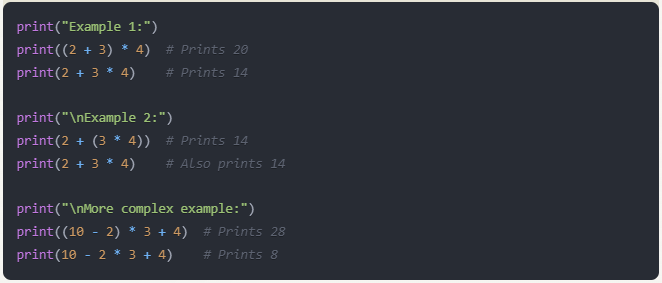 print("Example 1:")
print((2 + 3) * 4)  # Prints 20
print(2 + 3 * 4)    # Prints 14
print("\nExample 2:")
print(2 + (3 * 4))  # Prints 14
print(2 + 3 * 4)    # Also prints 14
print("\nMore complex example:")
print((10 - 2) * 3 + 4)  # Prints 28
print(10 - 2 * 3 + 4)    # Prints 8